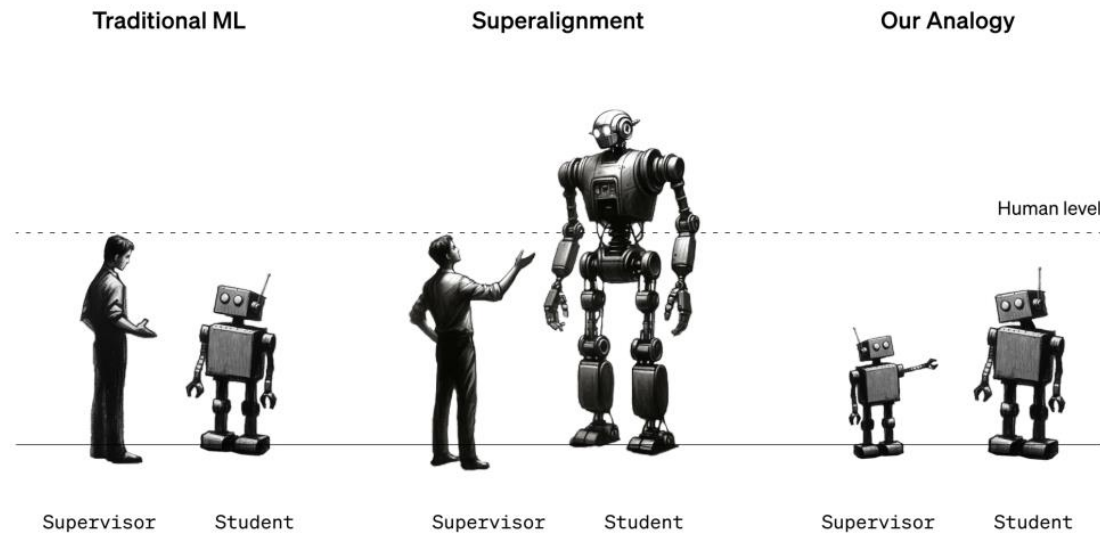 Traditional ML
Superalignment
Our Analogy
Human level
Supervisor
Student
Supervisor
Student
Supervisor
Student